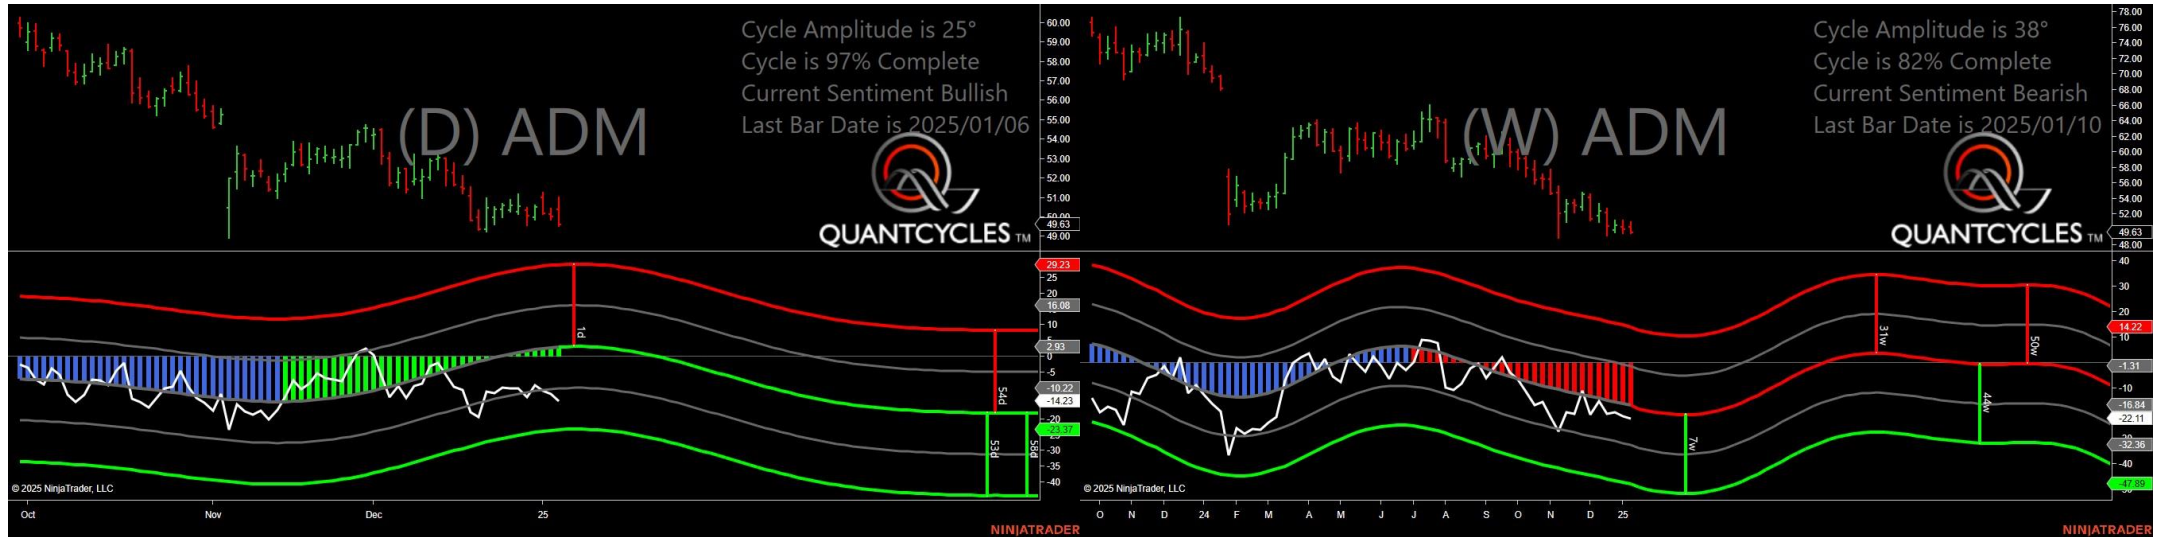 Cycle Amplitude is 25°
Cycle is 97% Complete
Current Sentiment Bullish
Last Bar Date is 2025/01/06
(D) ADM
QUANTCYCLES TM
60.00
59.00
58.00
57.00
56.00
55.00
54.00
53.00
52.00
51.00
50.00
49.63
49.00
29.23
25
20
16.08
10
5
2.93
0
-5
-10.22
-14.23
-20
-23.37
-30
-35
-40
1d
54d
53d
58d
© 2025 NinjaTrader, LLC
Oct Nov Dec 25
NINJATRADER
Cycle Amplitude is 38°
Cycle is 82% Complete
Current Sentiment Bearish
Last Bar Date is 2025/01/10
(W) ADM
QUANTCYCLES TM
78.00
76.00
74.00
72.00
70.00
68.00
66.00
64.00
62.00
60.00
58.00
56.00
54.00
52.00
49.63
48.00
40
30
20
14.22
10
-1.31
-10
-16.84
-22.11
-32.36
-40
-47.89
31w
50w
44w
7w
© 2025 NinjaTrader, LLC
O N D 24 F M A M J J A S O N D 25
NINJATRADER